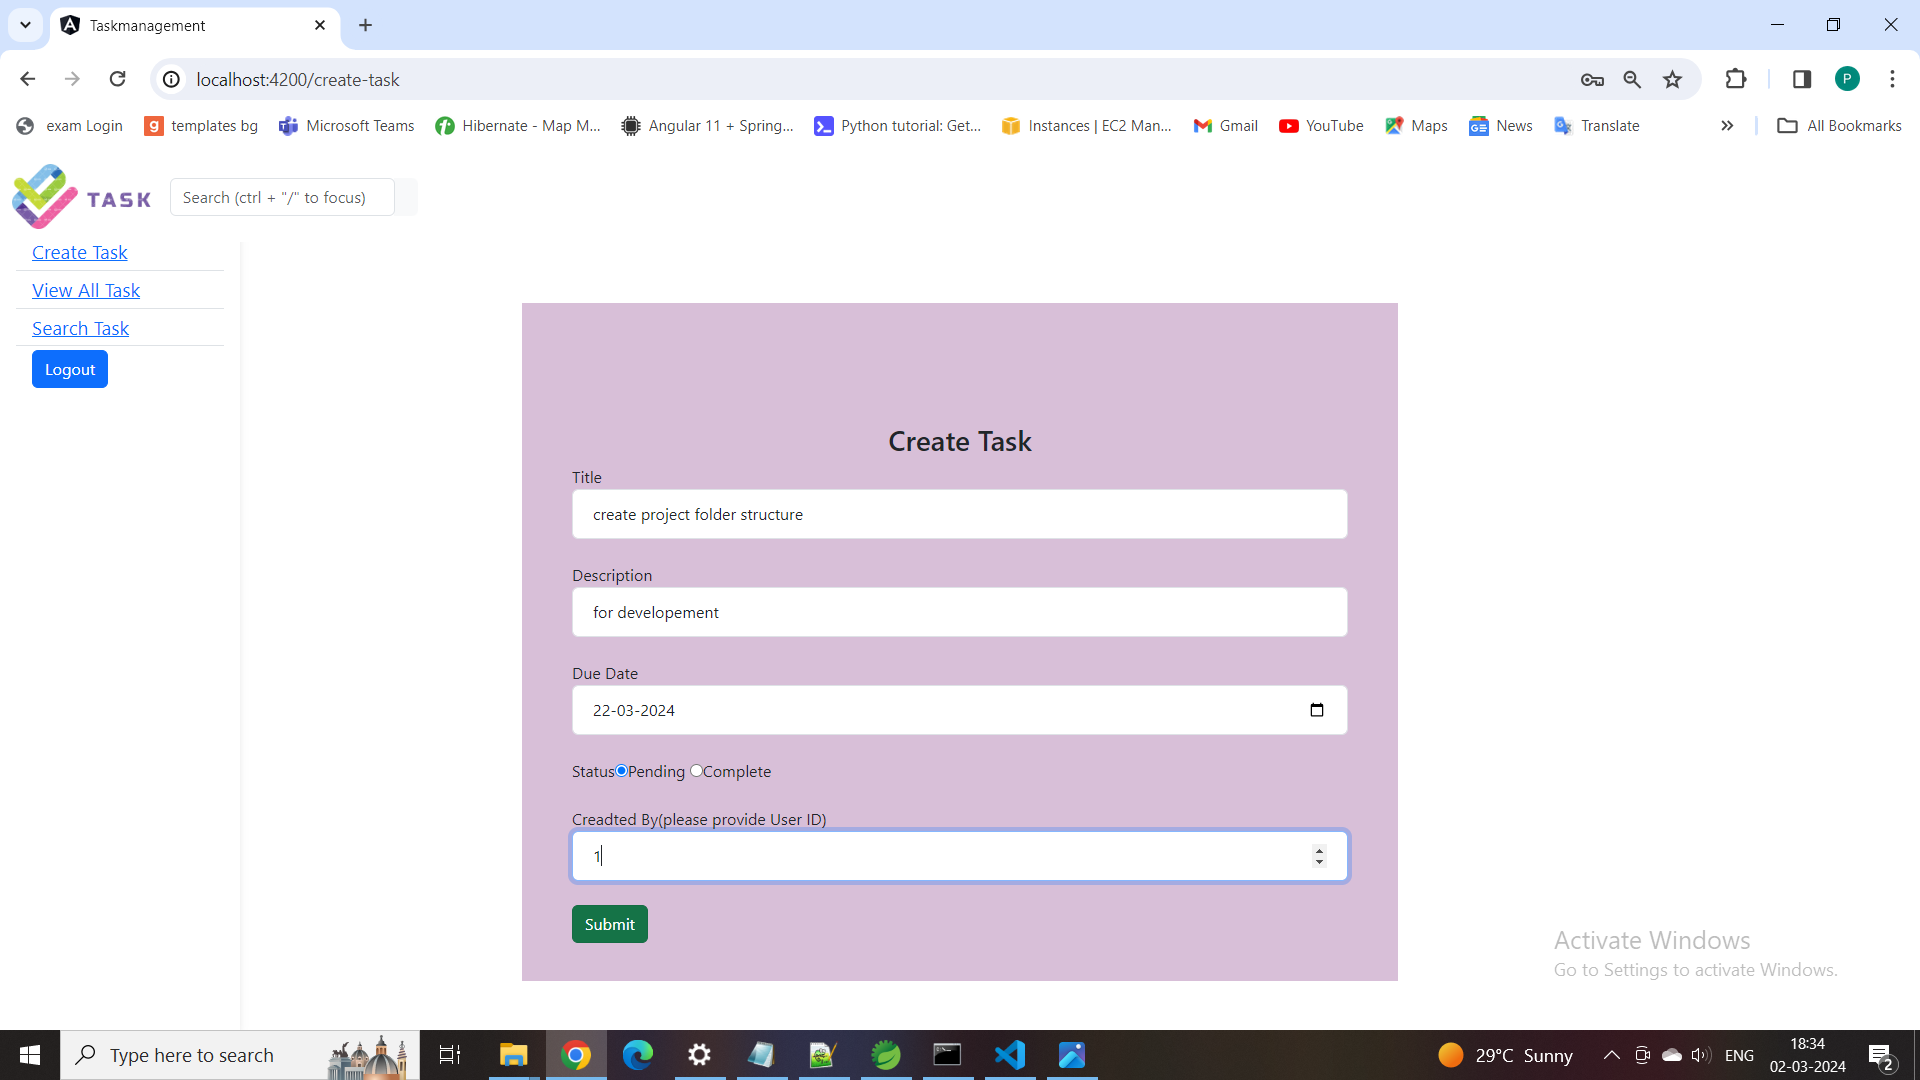 Taskmanagement
localhost:4200/create-task
P
exam Login
g templates bg
Microsoft Teams
Hibernate - Map M...
Angular 11 + Spring...
Python tutorial: Get...
Instances | EC2 Man...
Gmail
YouTube
Maps
News
Translate
All Bookmarks
TASK
Search (ctrl + "/" to focus)
Create Task
View All Task
Search Task
Logout
Create Task
Title
create project folder structure
Description
for developement
Due Date
22-03-2024
Status Pending Complete
Creadted By(please provide User ID)
1
Submit
Activate Windows
Go to Settings to activate Windows.
Type here to search
29°C Sunny
ENG
18:34
02-03-2024
2